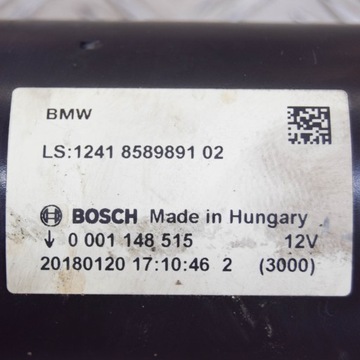 BMW
LS:1241 8589891 02
BOSCH Made in Hungary
↓ 0 001 148 515 12V
20180120 17:10:46 2 (3000)